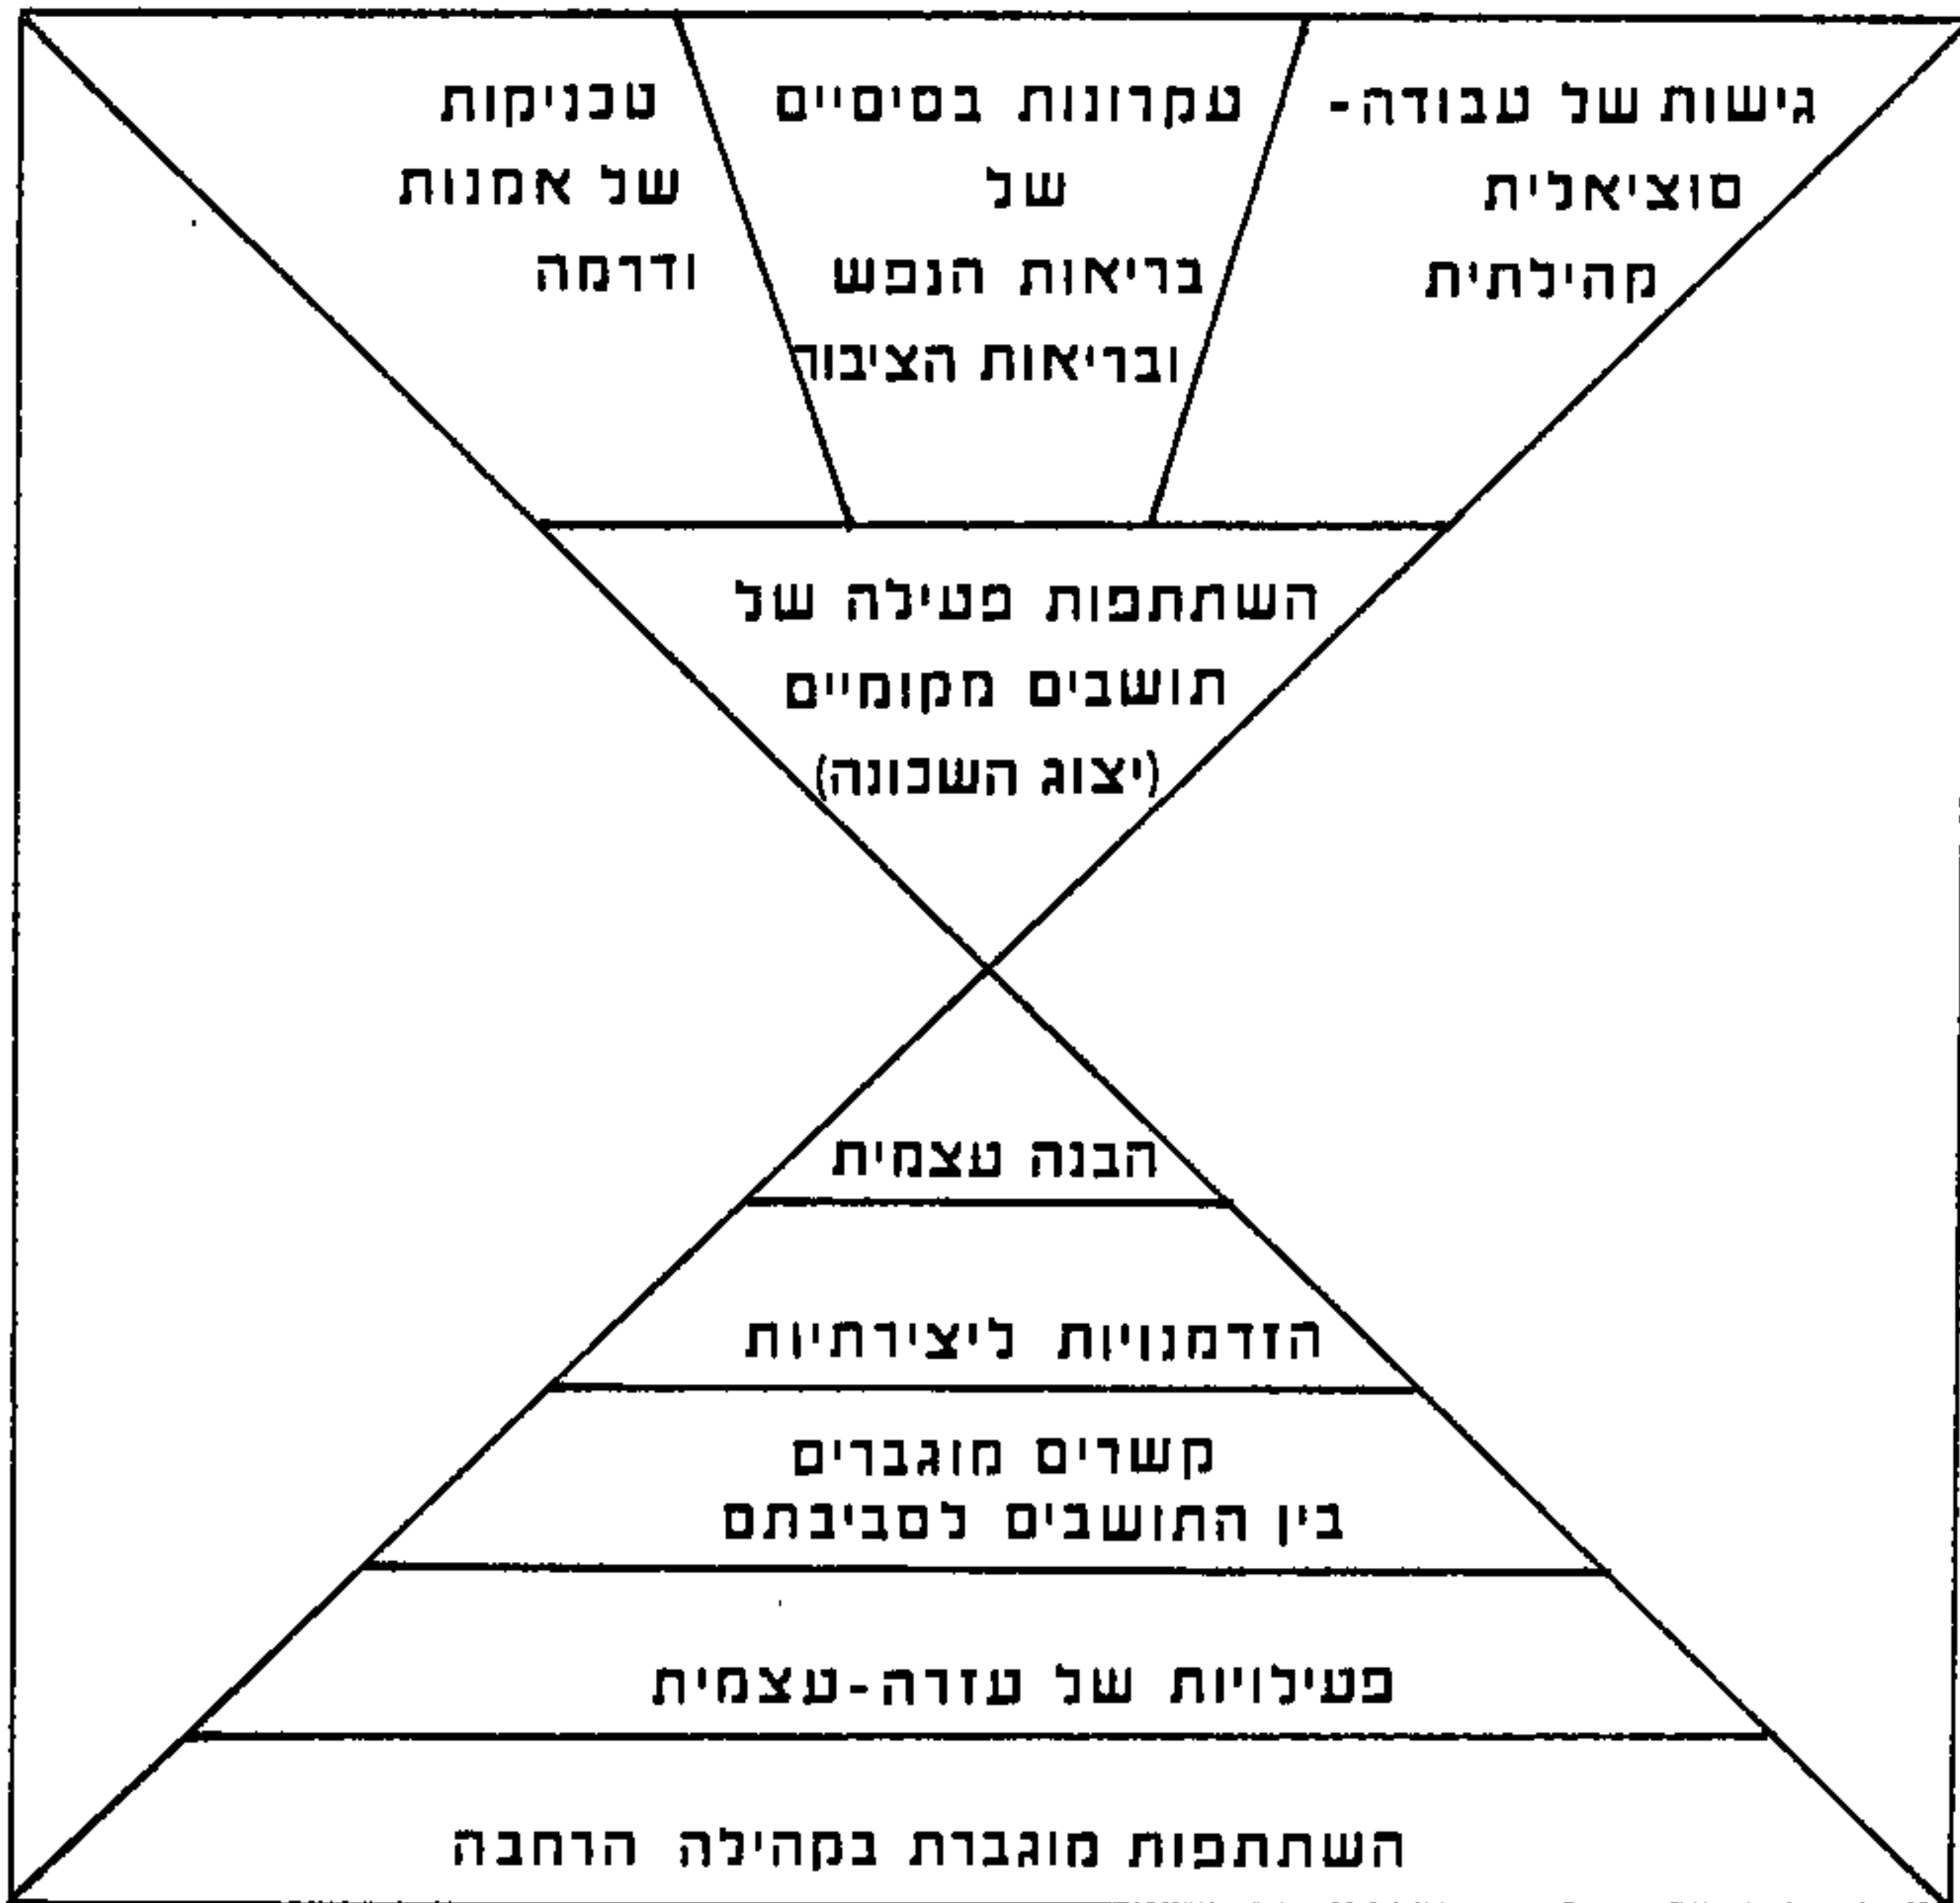 גישות של עבודה-
סוציאלית
קהילתית
עקרונות בסיסיים
של
בריאות הנפש
ובריאות הציבור
טכניקות
של אמנות
ודרמה
השתתפות פעילה של
תושבים מקומיים
(יצוג השכונה)
הבנה עצמית
הזדמנויות ליצירתיות
קשרים מוגברים
בין התושבים לסביבתם
פעילויות של עזרה-עצמית
השתתפות מוגברת בקהילה הרחבה